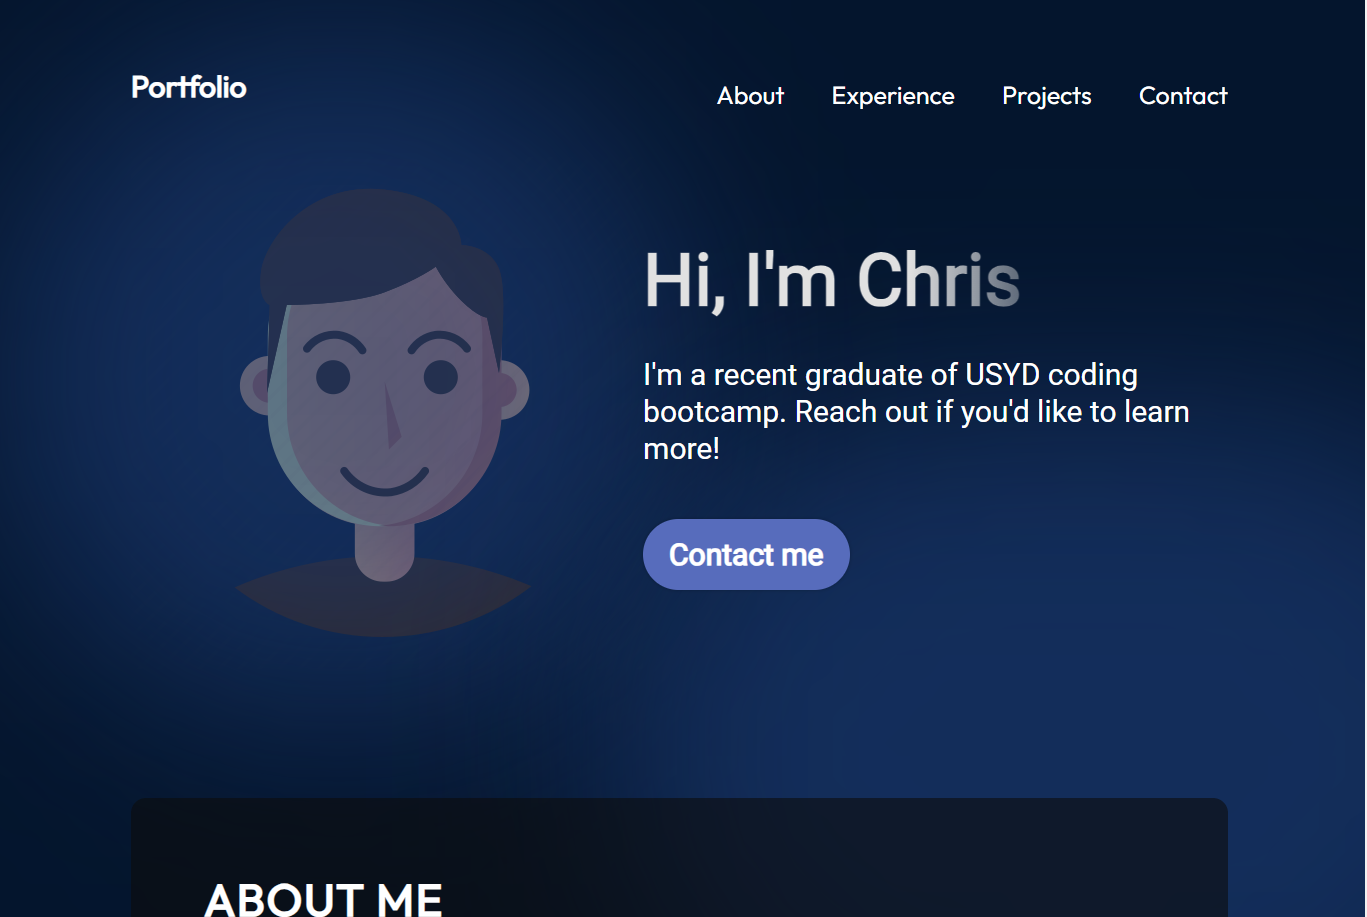 Portfolio
About Experience Projects Contact
Hi, I'm Chris
I'm a recent graduate of USYD coding
bootcamp. Reach out if you'd like to learn
more!
Contact me
ABOUT ME